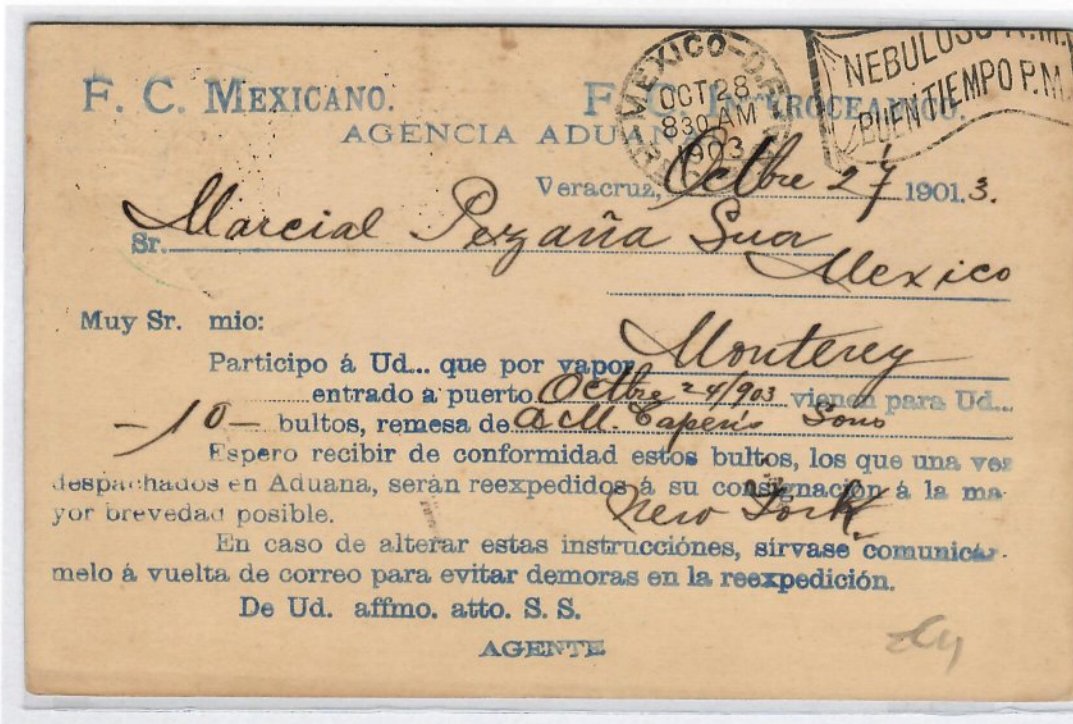 F. C. MEXICANO. F. C. INTEROCEANICO.
AGENCIA ADUANAL
MEXICO-D.F.
OCT 28
830 AM
1903
NEBULOSO A.M.
BUEN TIEMPO P.M.
Veracruz, Octbre 27 1901.3.
Sr. Marcial Pezaña Sucr
Mexico
Muy Sr. mio:
Participo á Ud... que por vapor Monterey
entrado a puerto Octbre 24/903 vienen para Ud...
-10- bultos, remesa de Sons
Espero recibir de conformidad estos bultos, los que una vez
despachados en Aduana, serán reexpedidos á su consignación á la ma-
yor brevedad posible. New York
En caso de alterar estas instrucciónes, sírvase comunicár-
melo á vuelta de correo para evitar demoras en la reexpedición.
De Ud. affmo. atto. S. S.
AGENTE